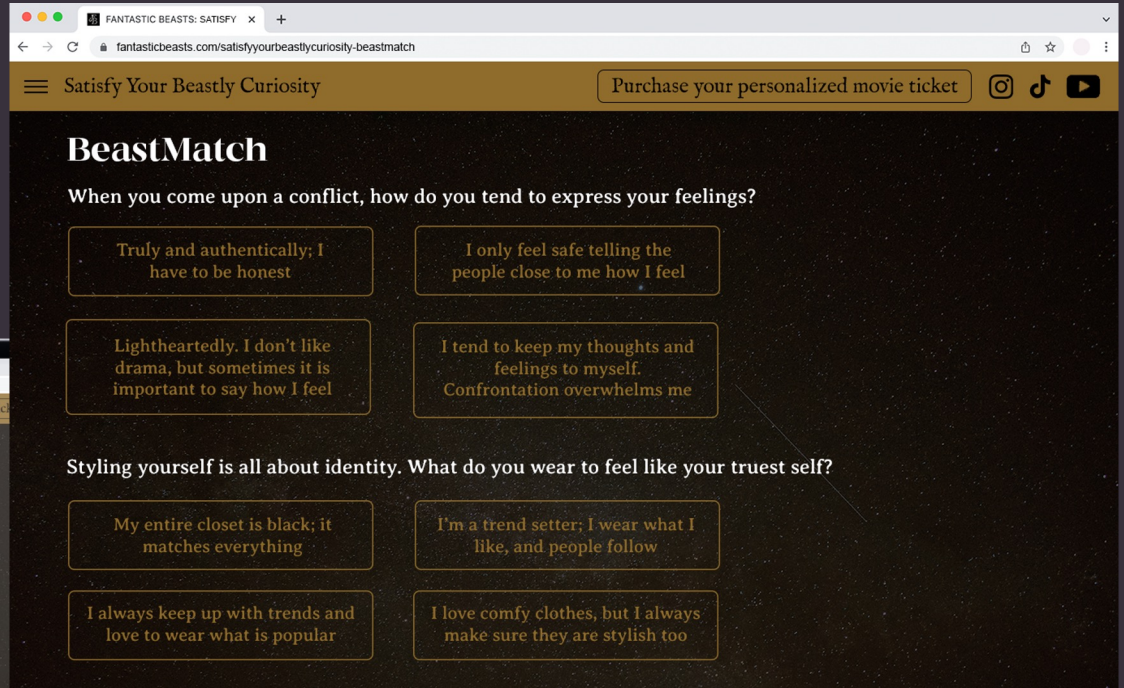 FANTASTIC BEASTS: SATISFY
fantasticbeasts.com/satisfyyourbeastlycuriosity-beastmatch
Satisfy Your Beastly Curiosity
Purchase your personalized movie ticket
BeastMatch
When you come upon a conflict, how do you tend to express your feelings?
Truly and authentically; I
have to be honest
I only feel safe telling the
people close to me how I feel
Lightheartedly. I don't like
drama, but sometimes it is
important to say how I feel
I tend to keep my thoughts and
feelings to myself.
Confrontation overwhelms me
Styling yourself is all about identity. What do you wear to feel like your truest self?
My entire closet is black; it
matches everything
I'm a trend setter; I wear what I
like, and people follow
I always keep up with trends and
love to wear what is popular
I love comfy clothes, but I always
make sure they are stylish too